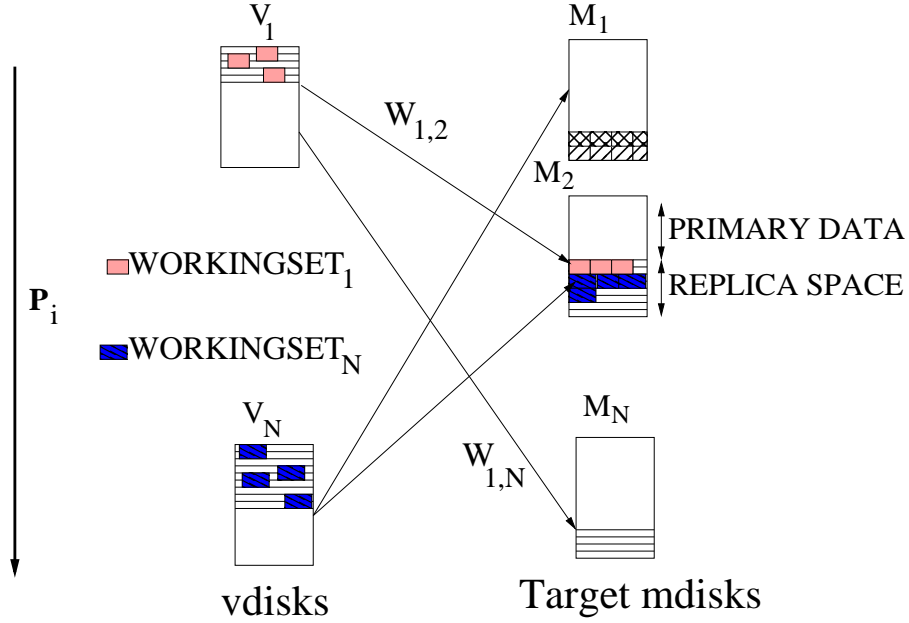 V1
M1
W1,2
M2
PRIMARY DATA
WORKINGSET1
REPLICA SPACE
Pi
WORKINGSETN
VN
MN
W1,N
vdisks
Target mdisks